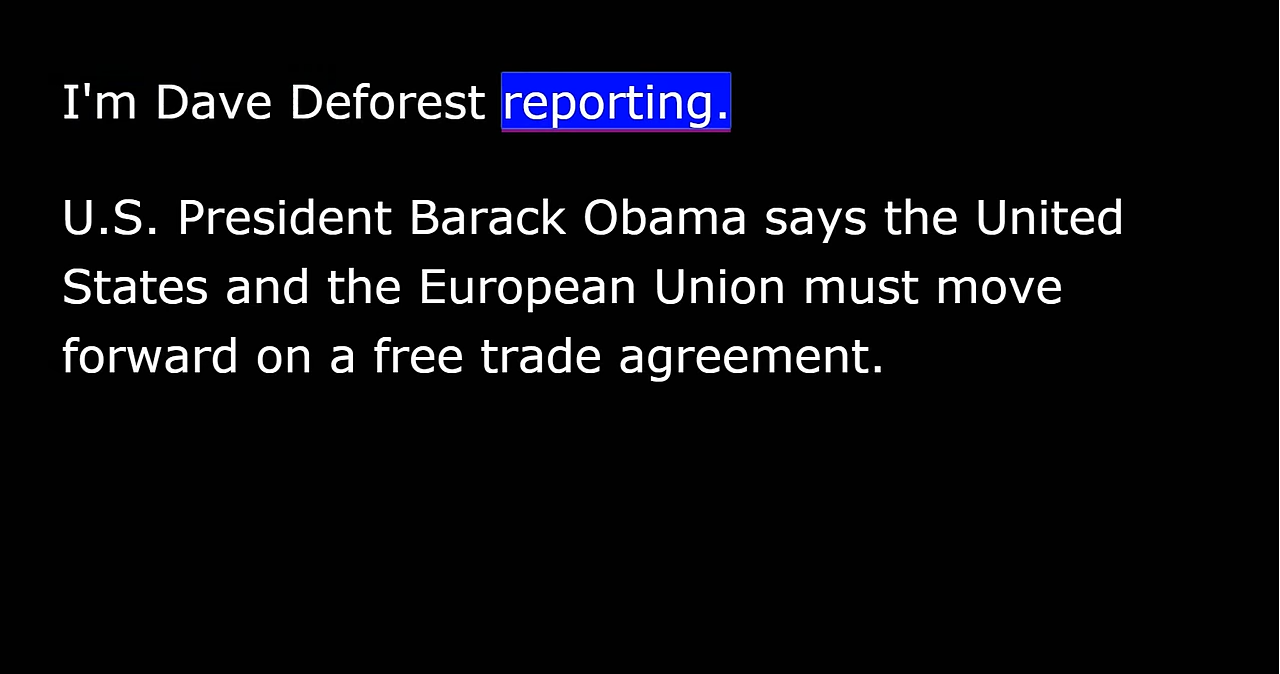 I'm Dave Deforest reporting.
U.S. President Barack Obama says the United
States and the European Union must move
forward on a free trade agreement.